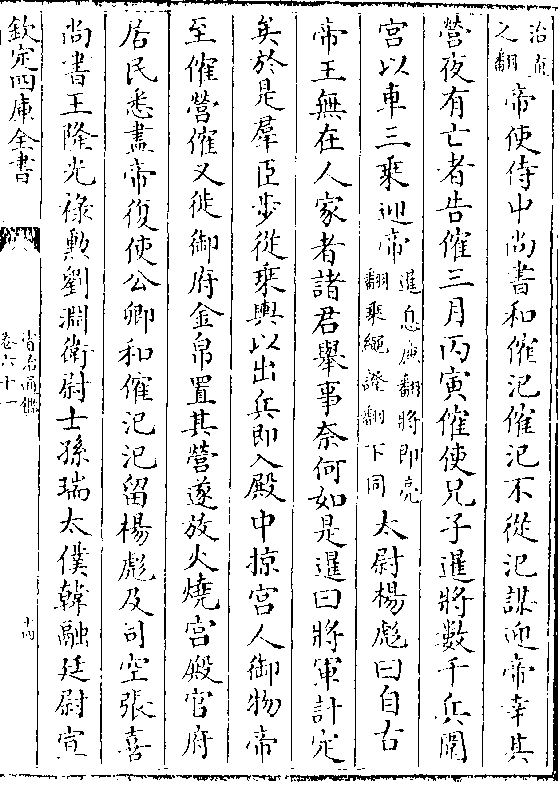 治直之翻帝使侍中尚書和傕汜傕汜不從汜謀迎帝幸其
營夜有亡者告傕三月丙寅傕使兄子暹將數千兵圍
宫以車三乘迎帝暹息廉翻將即亮翻乘繩證翻下同太尉楊彪曰自古
帝王無在人家者諸君舉事奈何如是暹曰將軍計定
矣於是羣臣步從乘輿以出兵即入殿中掠宫人御物帝
至傕營傕又徙御府金帛置其營遂放火燒宫殿官府
居民悉盡帝復使公卿和傕汜汜留楊彪及司空張喜
尚書王隆光祿勲劉淵衛尉士孫瑞太僕韓融廷尉宣
欽定四庫全書
資治通鑑
卷六十一
十四